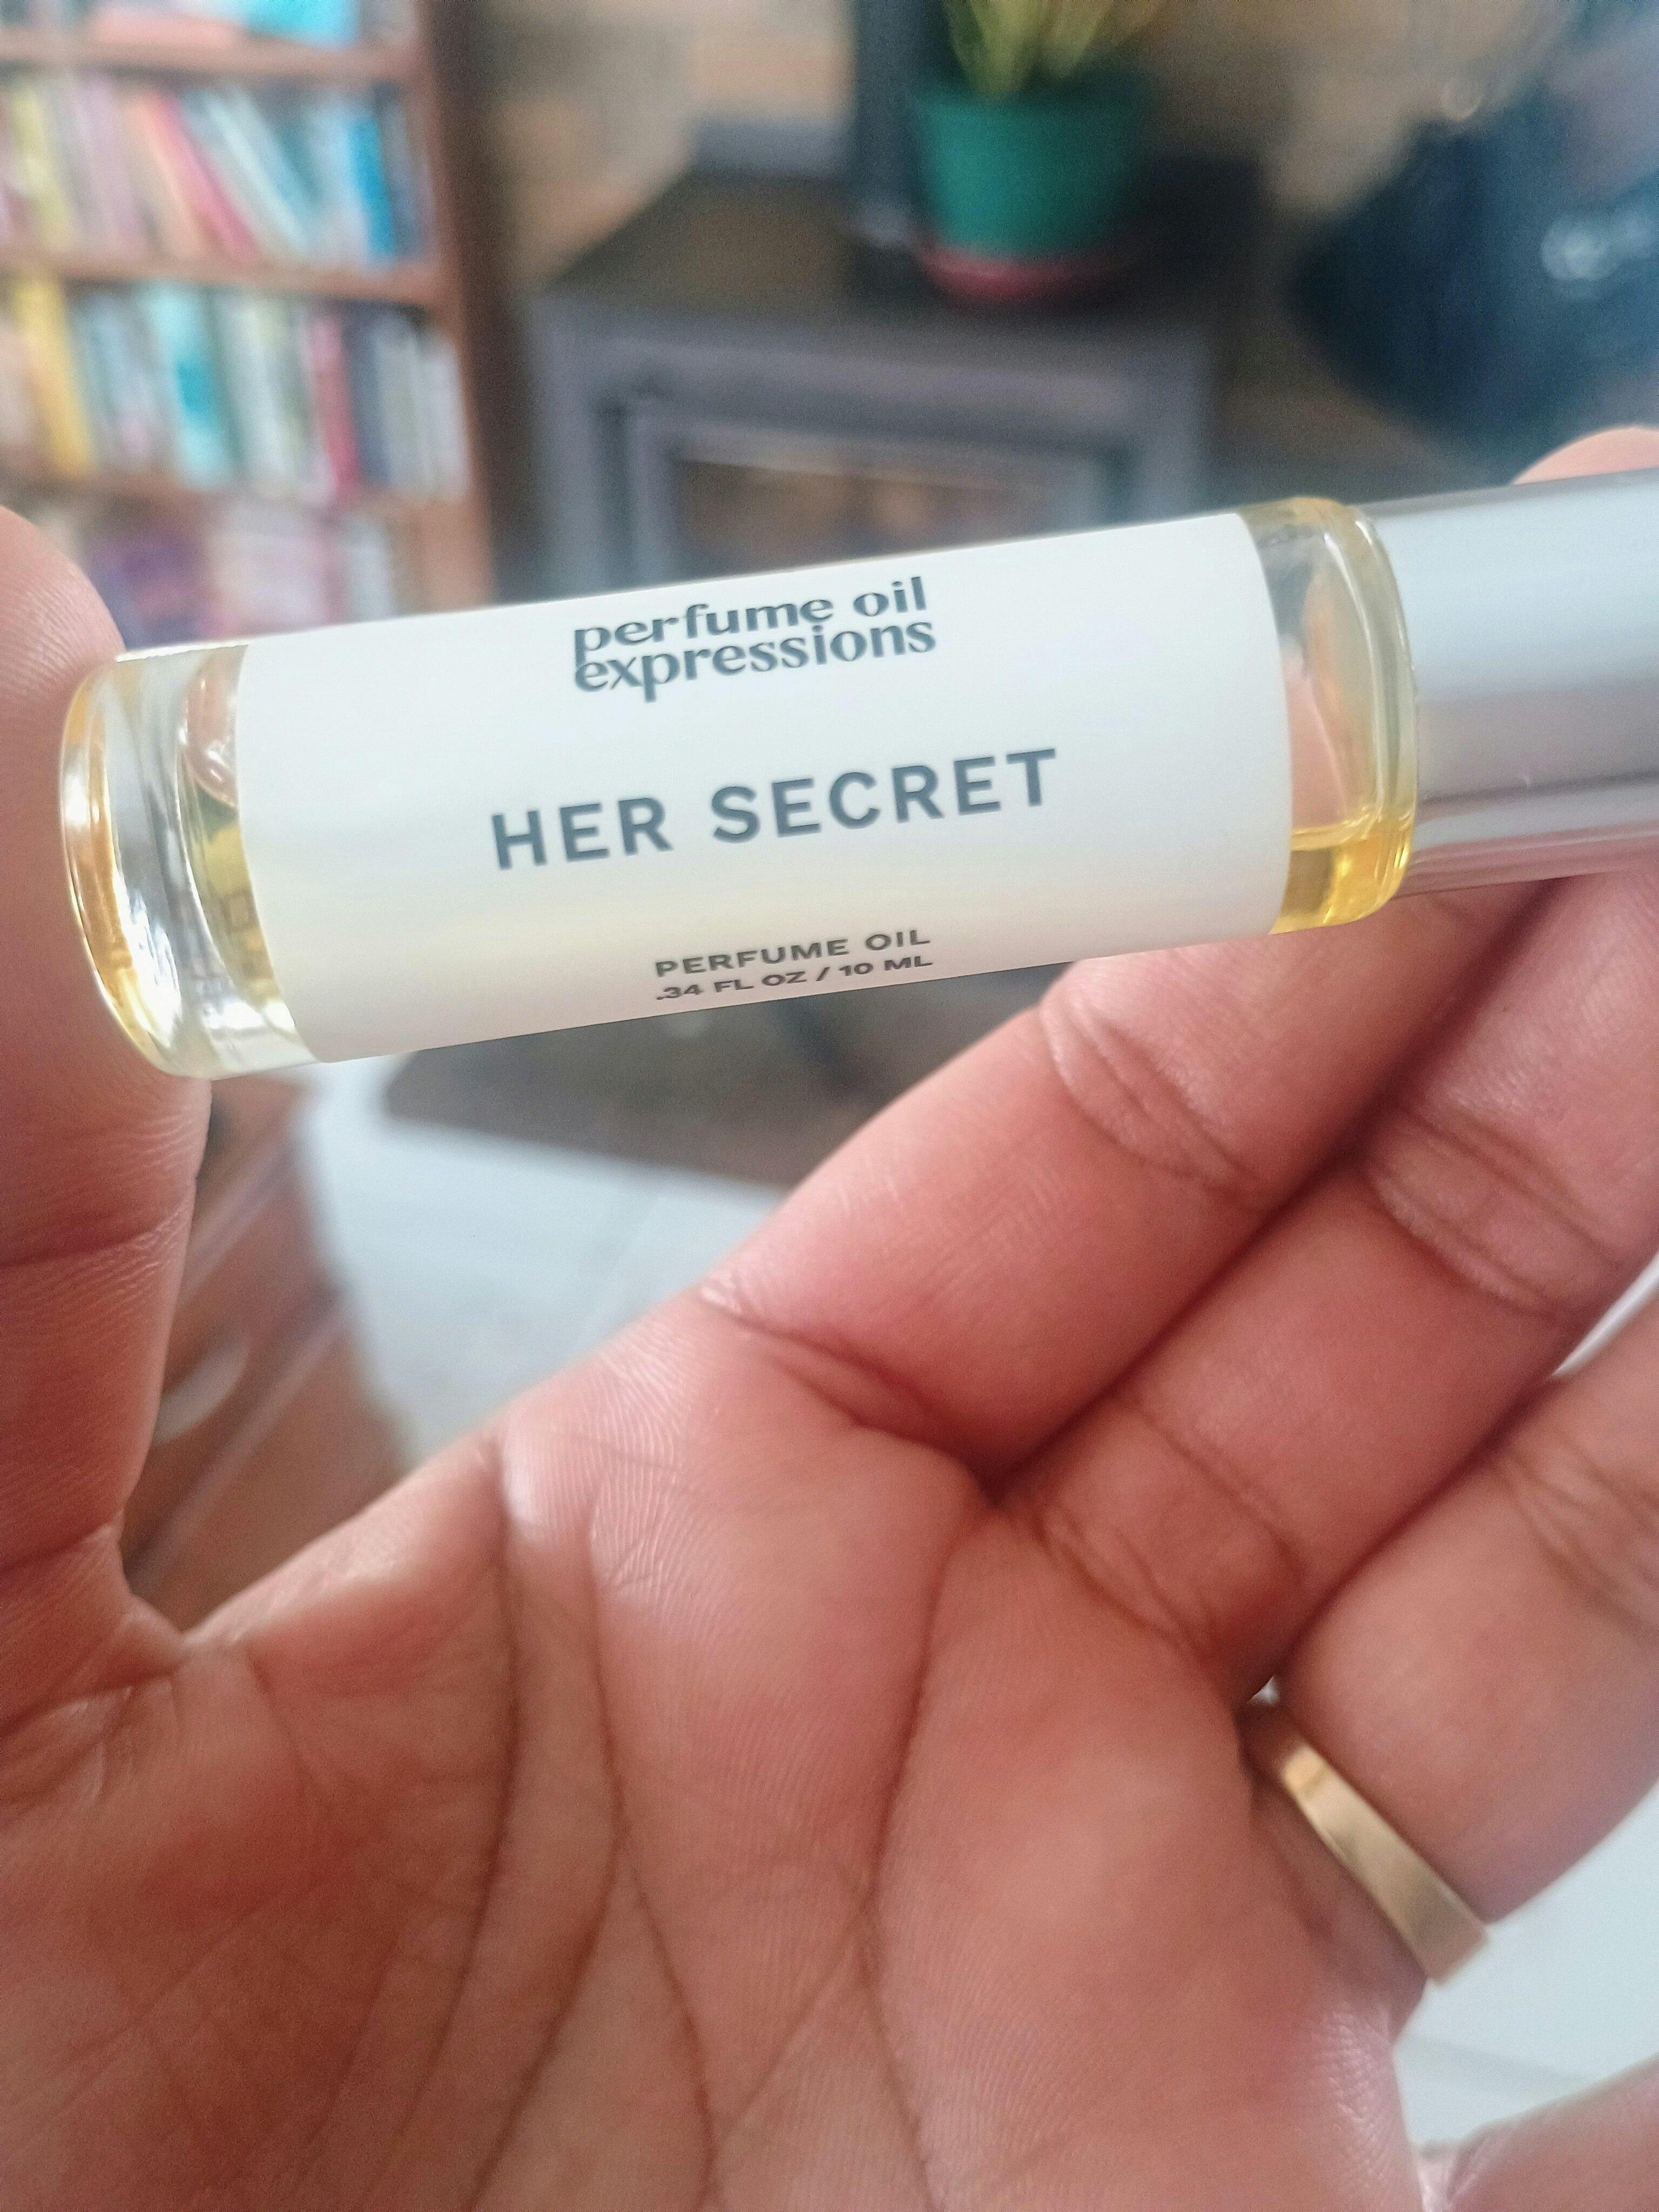 perfume oil
expressions
HER SECRET
PERFUME OIL
.34 FL OZ / 10 ML